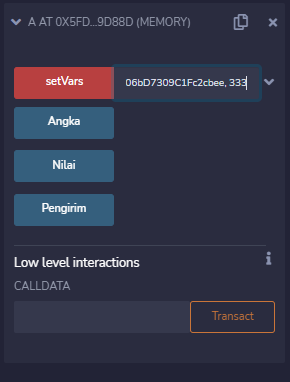 A AT 0X5FD...9D88D (MEMORY)
setVars 06bD7309C1Fc2cbee, 333
Angka
Nilai
Pengirim
Low level interactions
CALLDATA
Transact